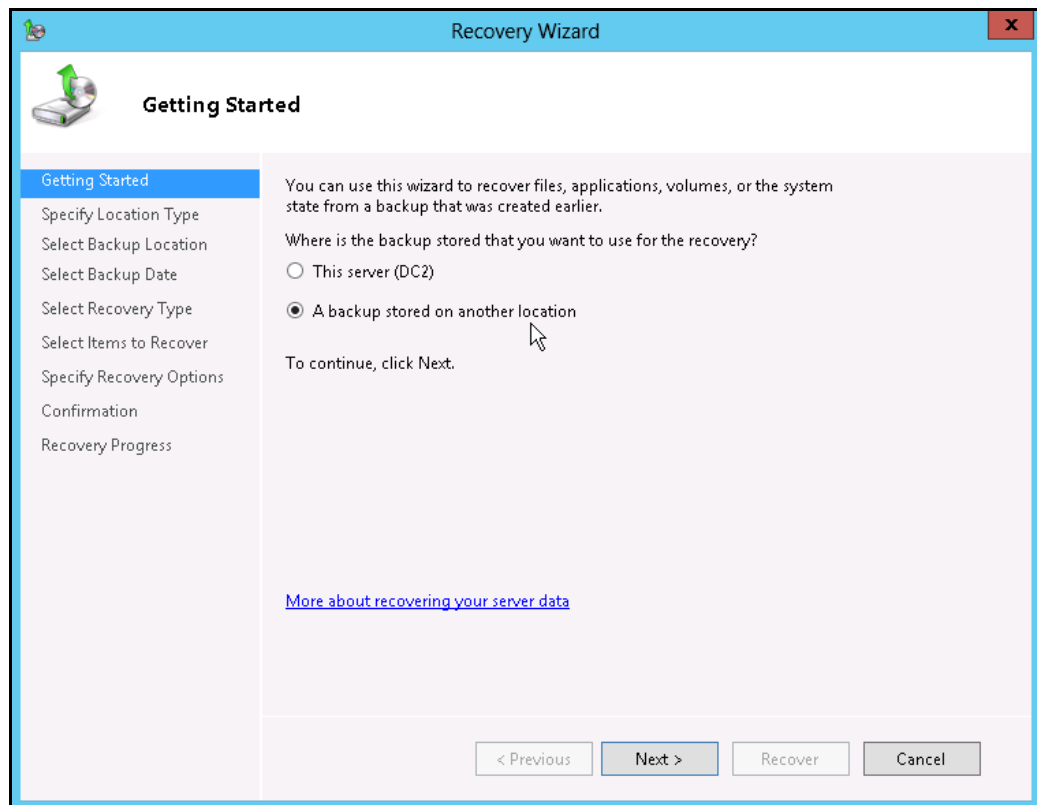 Recovery Wizard
x
Getting Started
Getting Started
Specify Location Type
Select Backup Location
Select Backup Date
Select Recovery Type
Select Items to Recover
Specify Recovery Options
Confirmation
Recovery Progress
You can use this wizard to recover files, applications, volumes, or the system
state from a backup that was created earlier.
Where is the backup stored that you want to use for the recovery?
This server (DC2)
A backup stored on another location
To continue, click Next.
More about recovering your server data
< Previous
Next >
Recover
Cancel